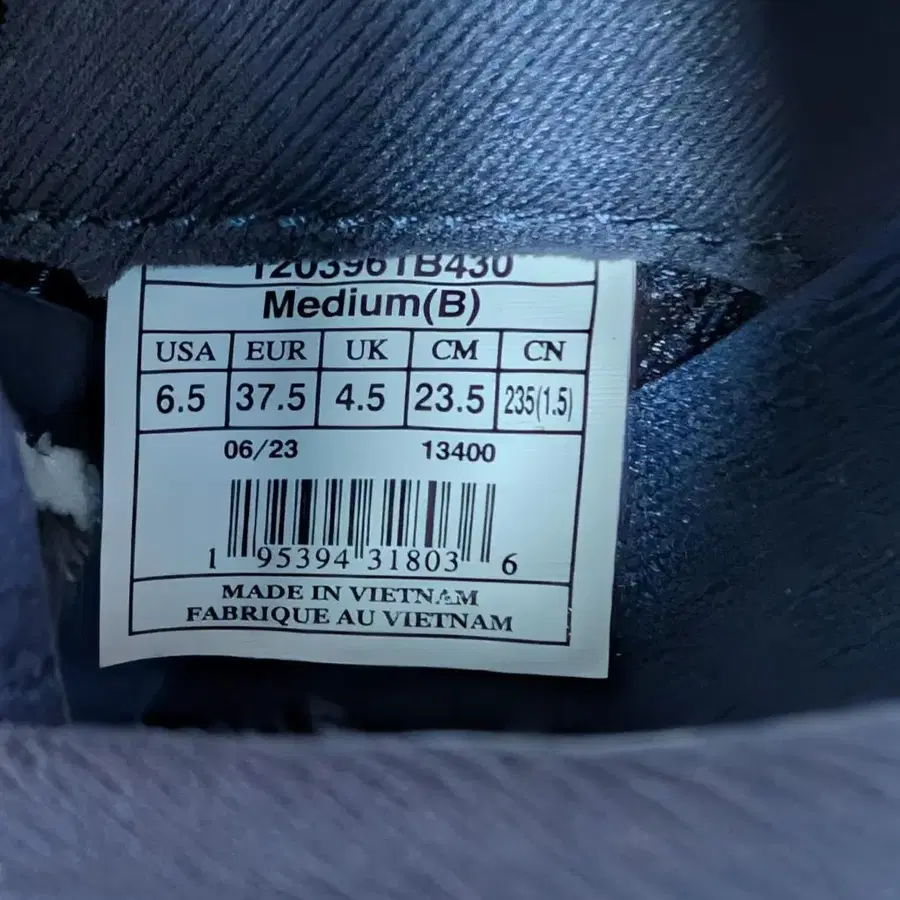 1203961B430
Medium(B)
USA EUR UK CM CN
6.5 37.5 4.5 23.5 235(1.5)
06/23 13400
1 95394 31803 6
MADE IN VIETNAM
FABRIQUE AU VIETNAM